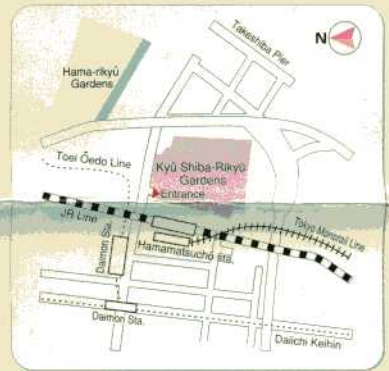 Takeshiba Pier
N
Hama-rikyū
Gardens
Toei Ōedo Line
Kyū Shiba-Rikyū
Gardens
Entrance
JR Line
Tokyo Monorail Line
Daimon Sta.
Hamamatsucho sta.
Daimon Sta.
Daiichi Keihin